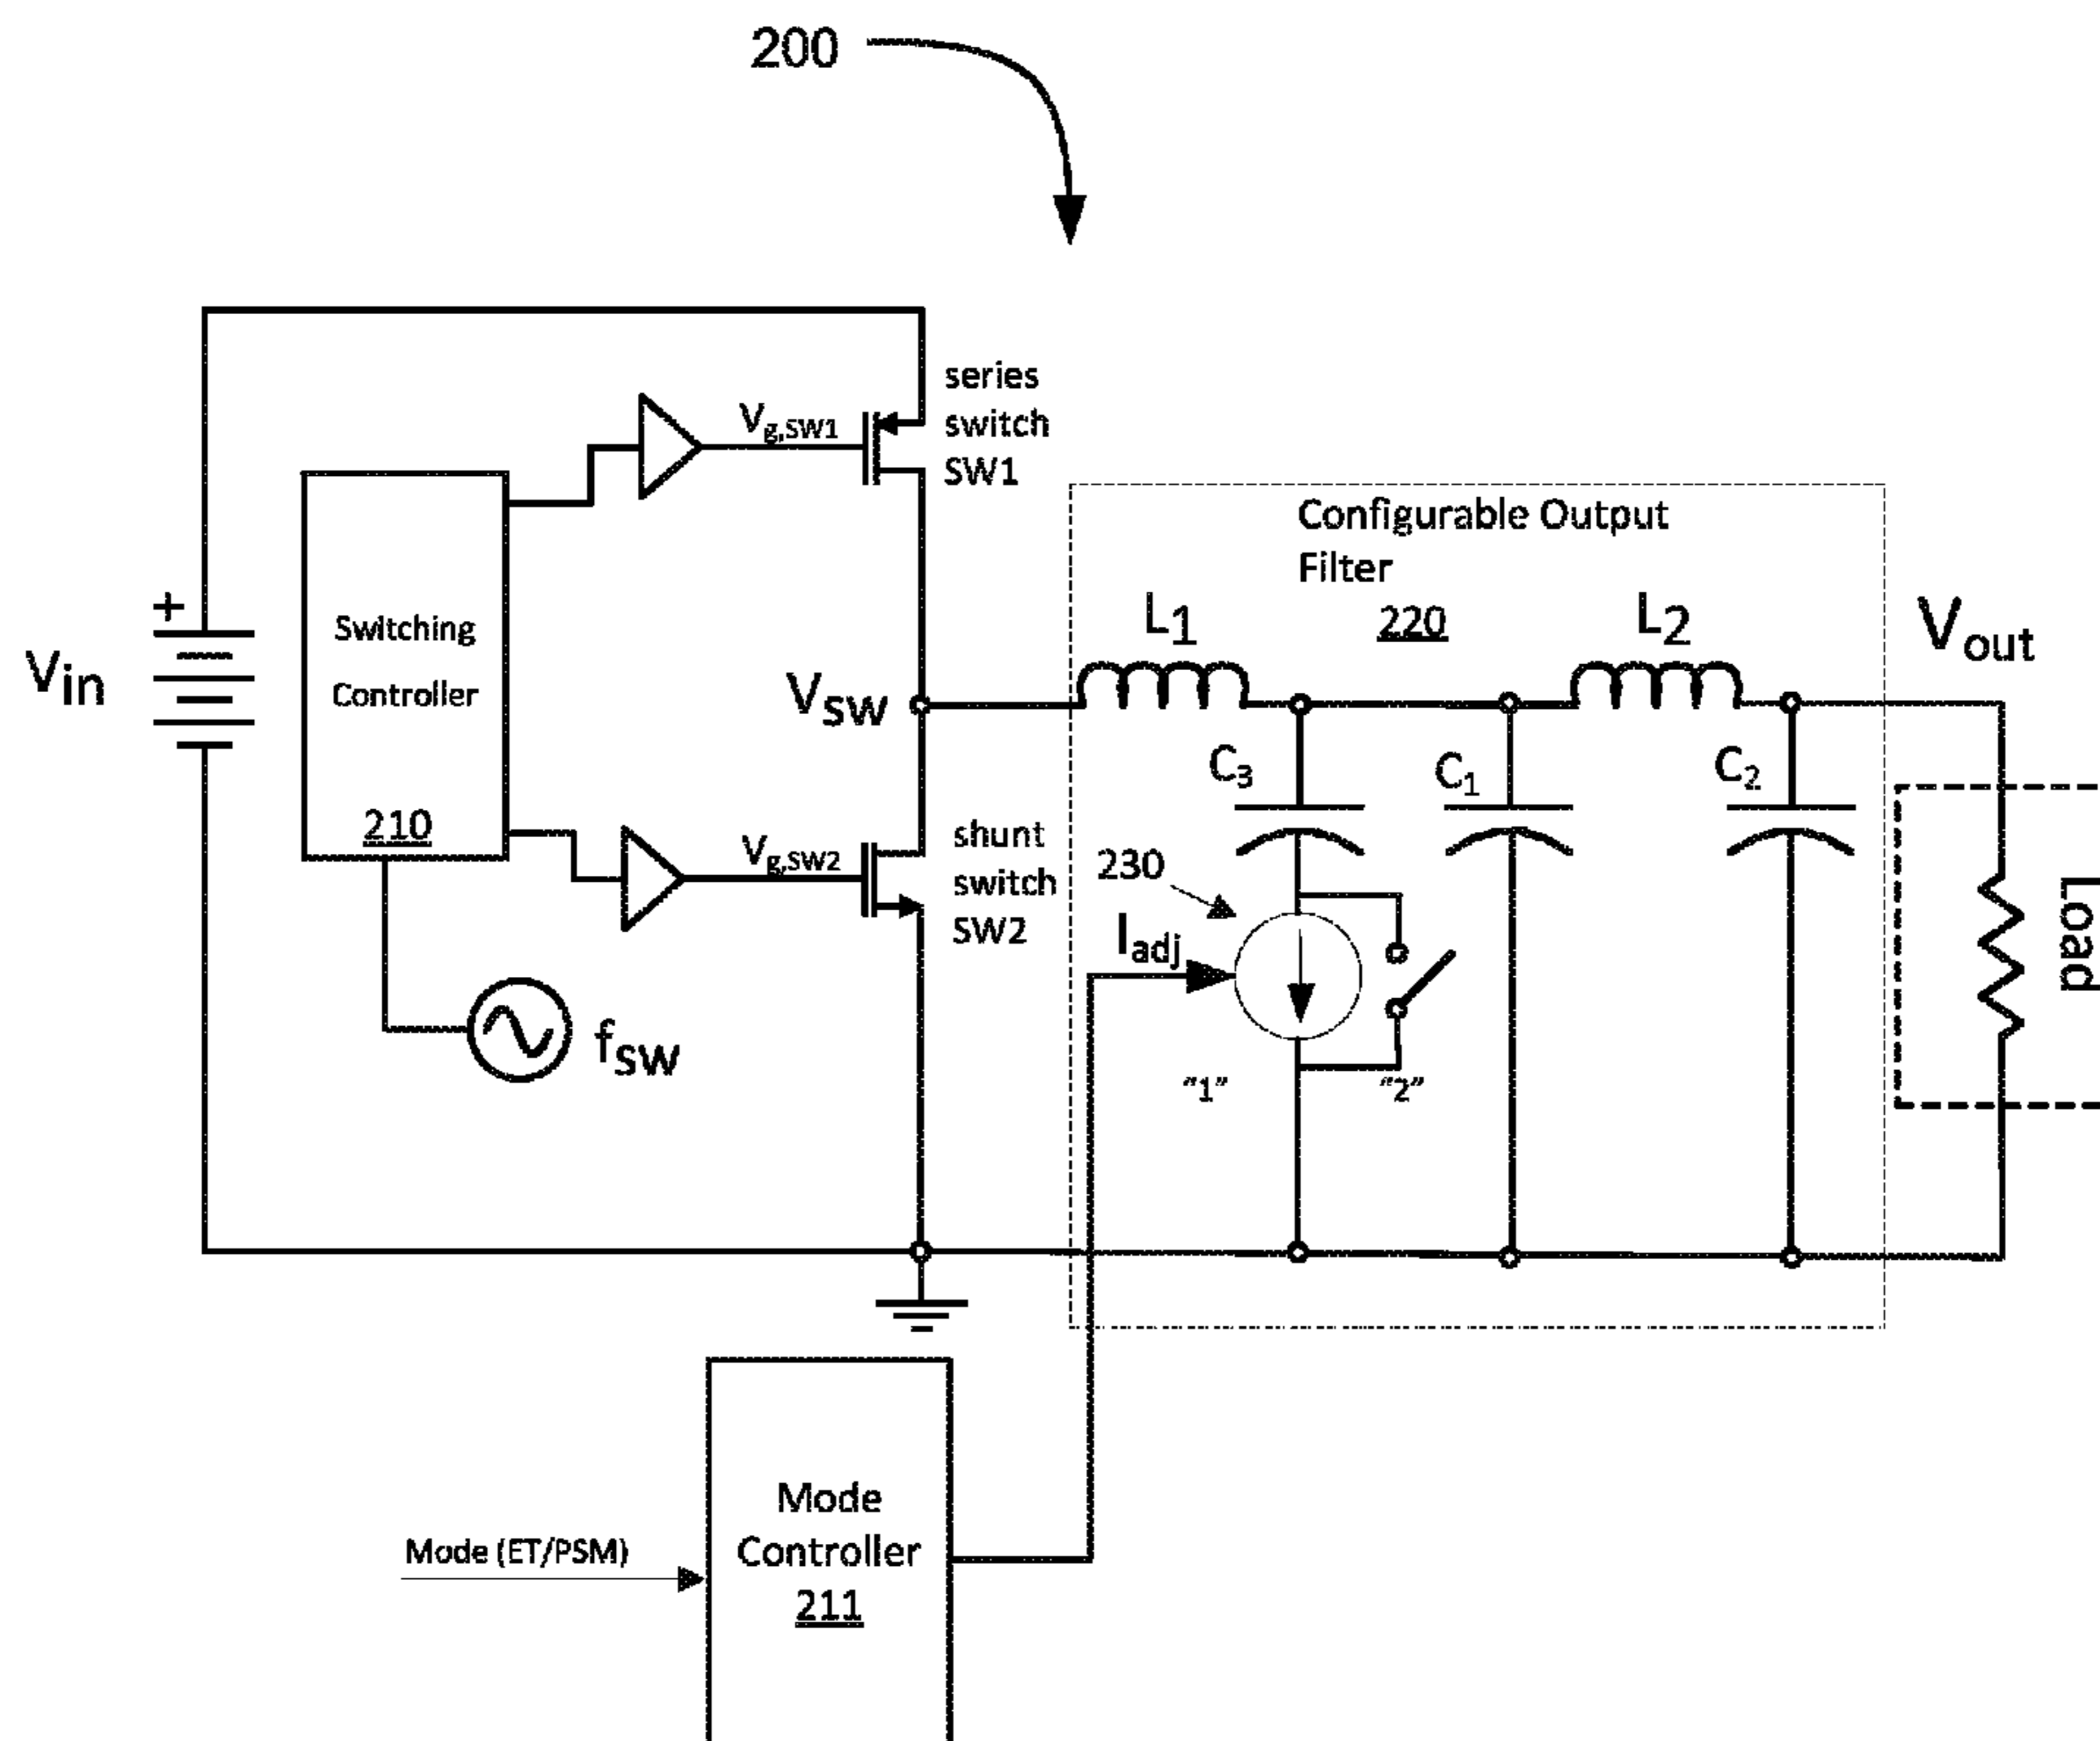 200
series
switch
SW1
Vg,SW1
Configurable Output
Filter
220
L1
L2
Vout
+
Vin
Switching
Controller
210
VSW
C3
C1
C2
Vg,SW2
shunt
switch
SW2
230
Iadj
Load
fSW
"1"
"2"
Mode
Controller
211
Mode (ET/PSM)